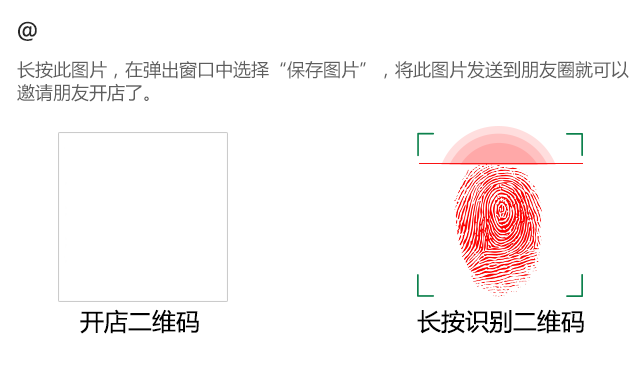 @
长按此图片，在弹出窗口中选择“保存图片”，将此图片发送到朋友圈就可以
邀请朋友开店了。
开店二维码
长按识别二维码